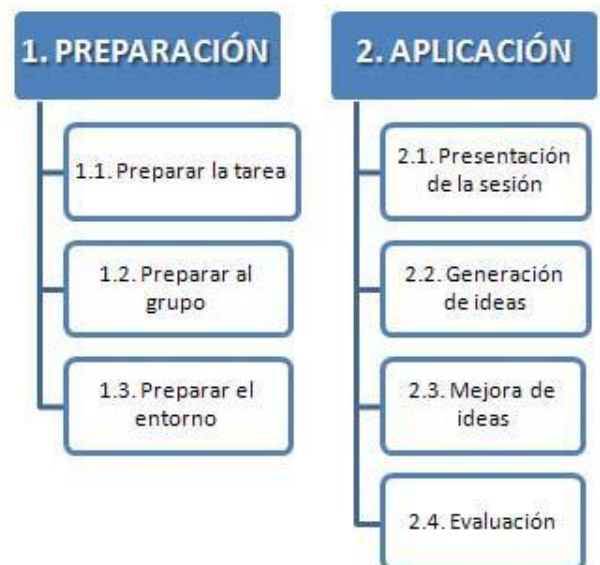 1. PREPARACIÓN
1.1. Preparar la tarea
1.2. Preparar al
grupo
1.3. Preparar el
entorno
2. APLICACIÓN
2.1. Presentación
de la sesión
2.2. Generación
de ideas
2.3. Mejora de
ideas
2.4. Evaluación